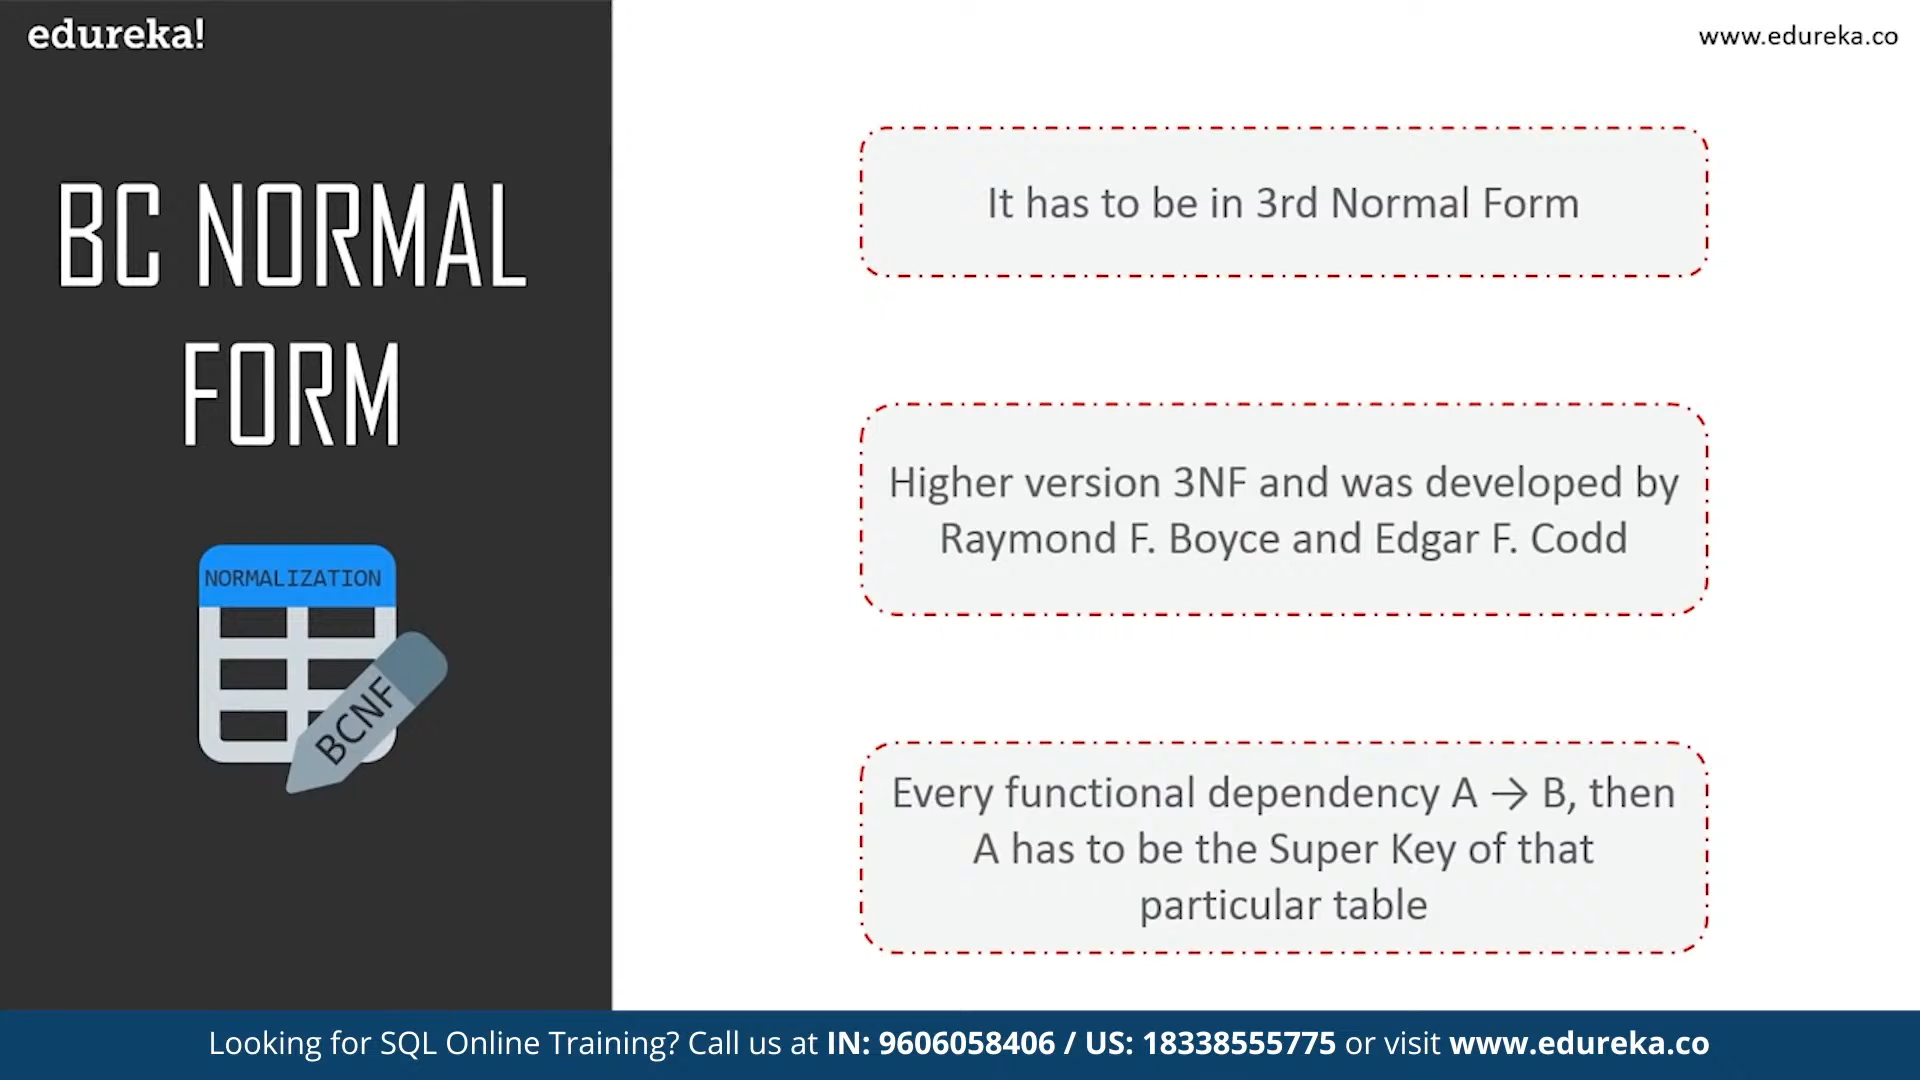 edureka!
www.edureka.co
BC NORMAL
FORM
NORMALIZATION
BCNF
It has to be in 3rd Normal Form
Higher version 3NF and was developed by
Raymond F. Boyce and Edgar F. Codd
Every functional dependency A → B, then
A has to be the Super Key of that
particular table
Looking for SQL Online Training? Call us at IN: 9606058406 / US: 18338555775 or visit www.edureka.co